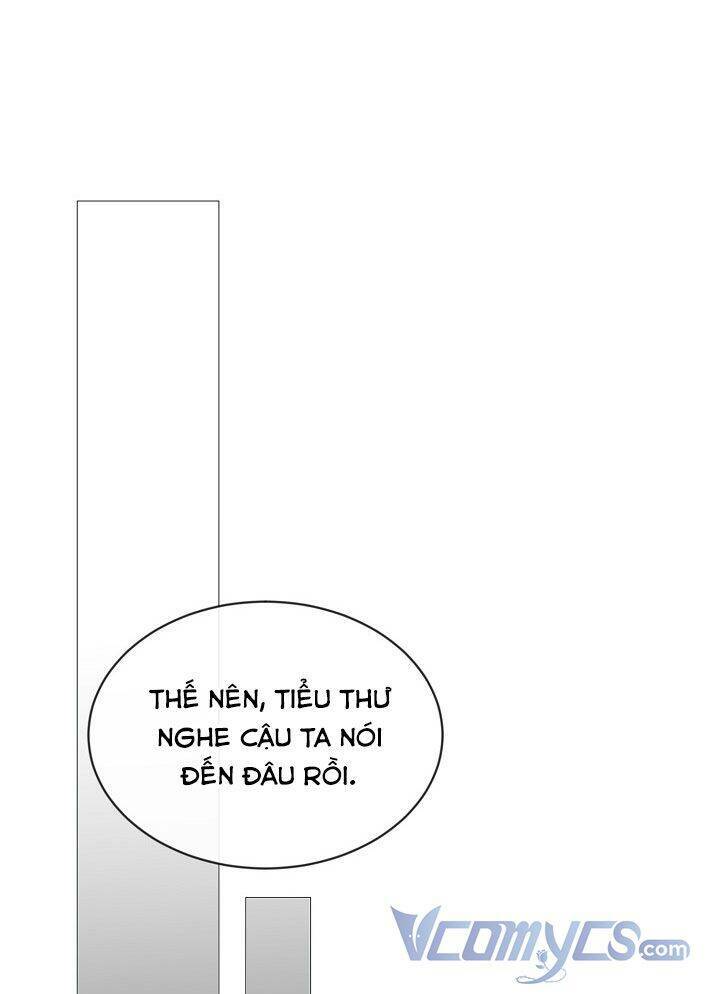 THẾ NÊN, TIỂU THƯ
NGHE CẬU TA NÓI
ĐẾN ĐÂU RỒI.
VCOMYCS.com